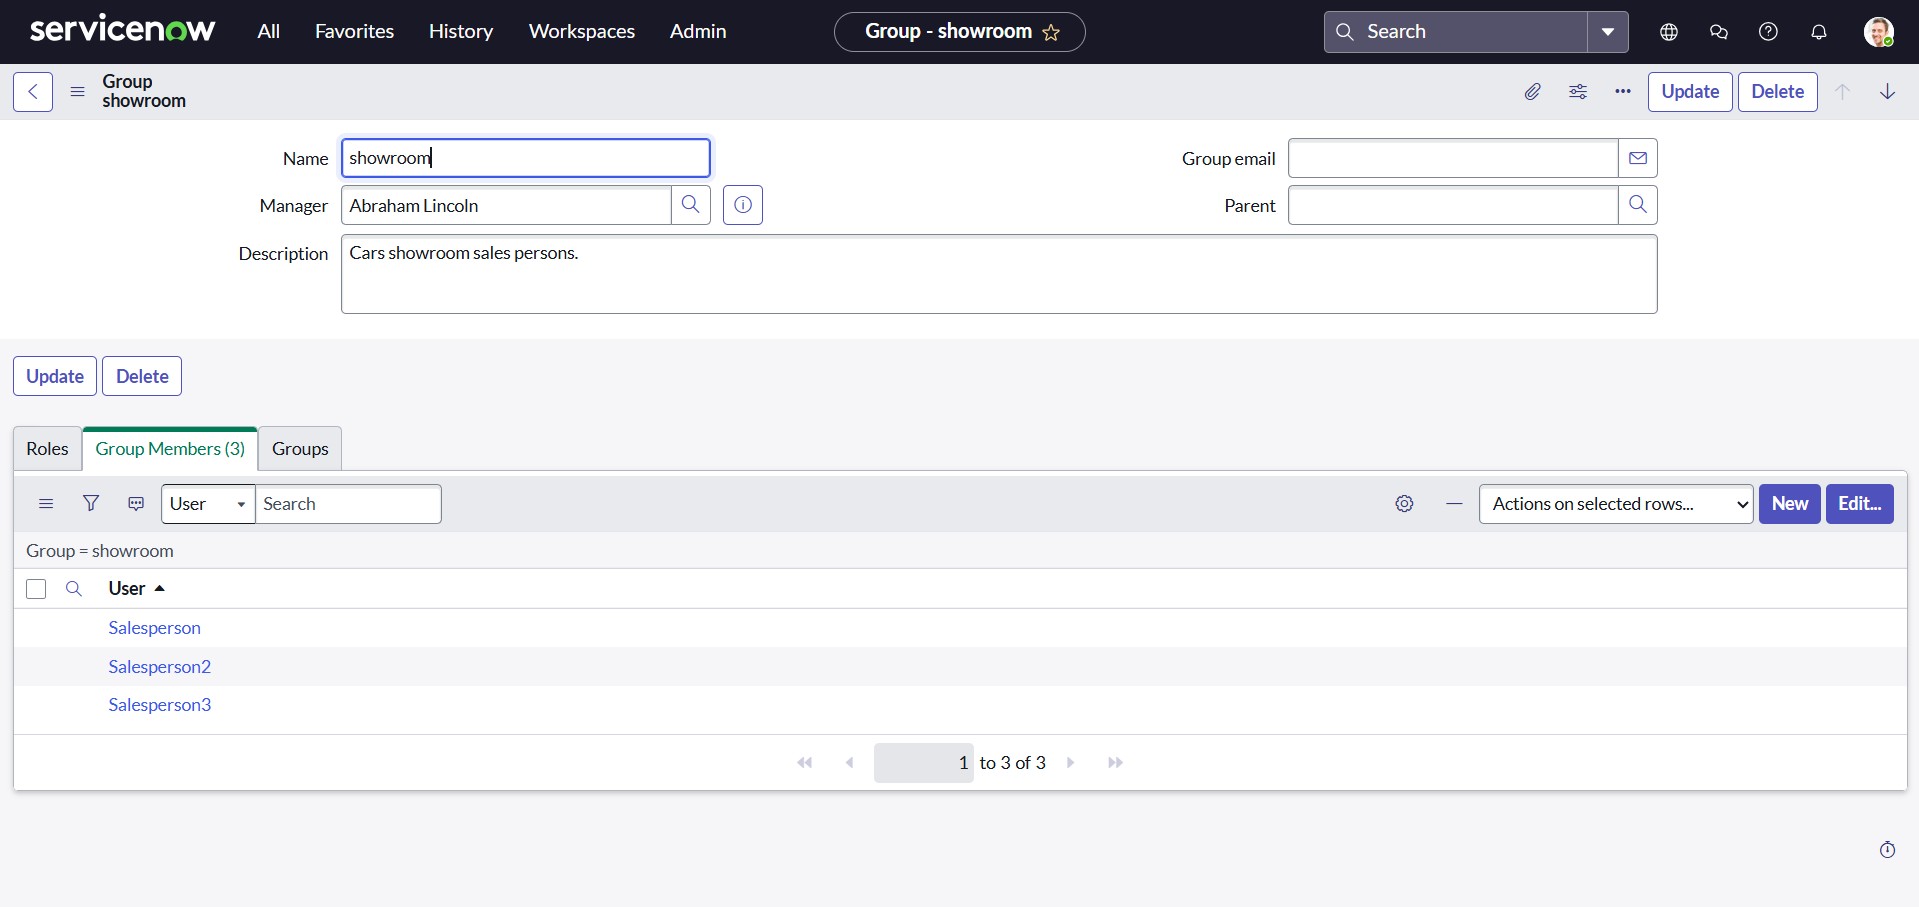 servicenow All Favorites History Workspaces Admin Group - showroom Search
Group
showroom
Update Delete
Name showroom Group email
Manager Abraham Lincoln Parent
Description Cars showroom sales persons.
Update Delete
Roles Group Members (3) Groups
User Search Actions on selected rows... New Edit...
Group = showroom
User
Salesperson
Salesperson2
Salesperson3
1 to 3 of 3